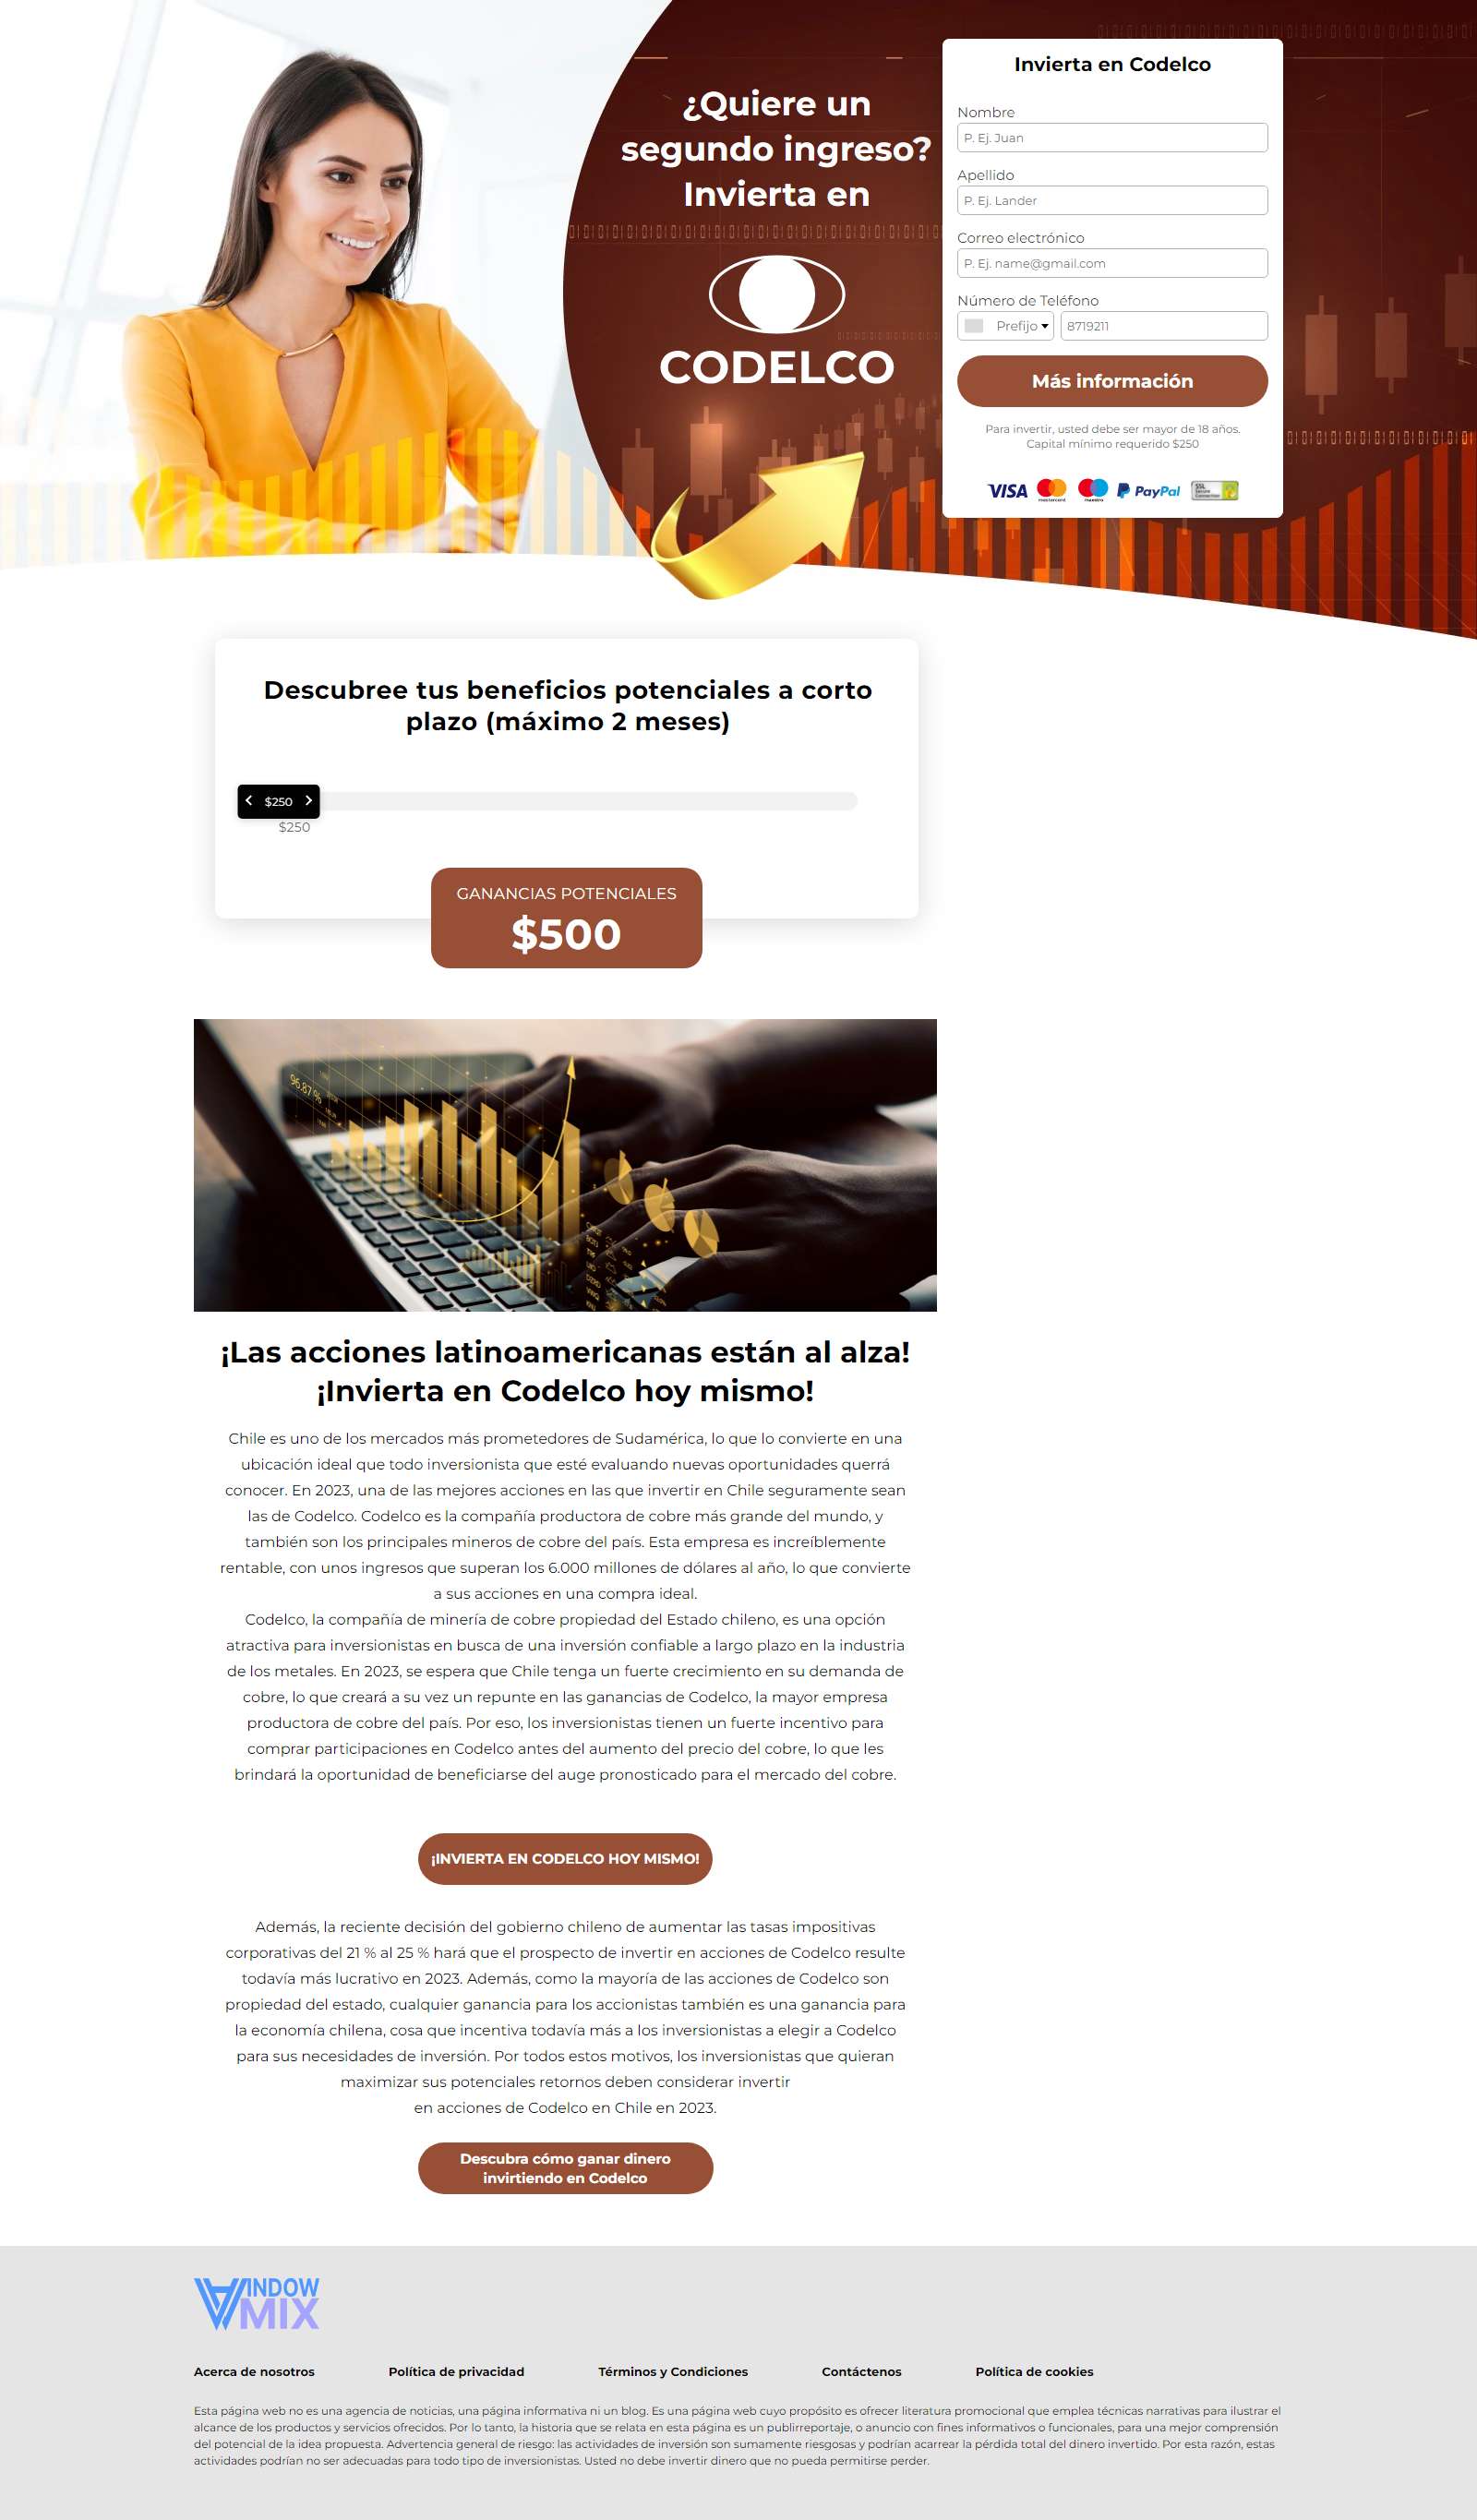 ¿Quiere un
segundo ingreso?
Invierta en
CODELCO
Invierta en Codelco
Nombre
P. Ej. Juan
Apellido
P. Ej. Lander
Correo electrónico
P. Ej. name@gmail.com
Número de Teléfono
Prefijo 8719211
Más información
Para invertir, usted debe ser mayor de 18 años.
Capital mínimo requerido $250
VISA mastercard maestro PayPal
Descubree tus beneficios potenciales a corto
plazo (máximo 2 meses)
$250
$250
GANANCIAS POTENCIALES
$500
96.87 %
¡Las acciones latinoamericanas están al alza!
¡Invierta en Codelco hoy mismo!
Chile es uno de los mercados más prometedores de Sudamérica, lo que lo convierte en una
ubicación ideal que todo inversionista que esté evaluando nuevas oportunidades querrá
conocer. En 2023, una de las mejores acciones en las que invertir en Chile seguramente sean
las de Codelco. Codelco es la compañía productora de cobre más grande del mundo, y
también son los principales mineros de cobre del país. Esta empresa es increíblemente
rentable, con unos ingresos que superan los 6.000 millones de dólares al año, lo que convierte
a sus acciones en una compra ideal.
Codelco, la compañía de minería de cobre propiedad del Estado chileno, es una opción
atractiva para inversionistas en busca de una inversión confiable a largo plazo en la industria
de los metales. En 2023, se espera que Chile tenga un fuerte crecimiento en su demanda de
cobre, lo que creará a su vez un repunte en las ganancias de Codelco, la mayor empresa
productora de cobre del país. Por eso, los inversionistas tienen un fuerte incentivo para
comprar participaciones en Codelco antes del aumento del precio del cobre, lo que les
brindará la oportunidad de beneficiarse del auge pronosticado para el mercado del cobre.
¡INVIERTA EN CODELCO HOY MISMO!
Además, la reciente decisión del gobierno chileno de aumentar las tasas impositivas
corporativas del 21 % al 25 % hará que el prospecto de invertir en acciones de Codelco resulte
todavía más lucrativo en 2023. Además, como la mayoría de las acciones de Codelco son
propiedad del estado, cualquier ganancia para los accionistas también es una ganancia para
la economía chilena, cosa que incentiva todavía más a los inversionistas a elegir a Codelco
para sus necesidades de inversión. Por todos estos motivos, los inversionistas que quieran
maximizar sus potenciales retornos deben considerar invertir
en acciones de Codelco en Chile en 2023.
Descubra cómo ganar dinero
invirtiendo en Codelco
WINDOW
MIX
Acerca de nosotros Política de privacidad Términos y Condiciones Contáctenos Política de cookies
Esta página web no es una agencia de noticias, una página informativa ni un blog. Es una página web cuyo propósito es ofrecer literatura promocional que emplea técnicas narrativas para ilustrar el
alcance de los productos y servicios ofrecidos. Por lo tanto, la historia que se relata en esta página es un publirreportaje, o anuncio con fines informativos o funcionales, para una mejor comprensión
del potencial de la idea propuesta. Advertencia general de riesgo: las actividades de inversión son sumamente riesgosas y podrían acarrear la pérdida total del dinero invertido. Por esta razón, estas
actividades podrían no ser adecuadas para todo tipo de inversionistas. Usted no debe invertir dinero que no pueda permitirse perder.